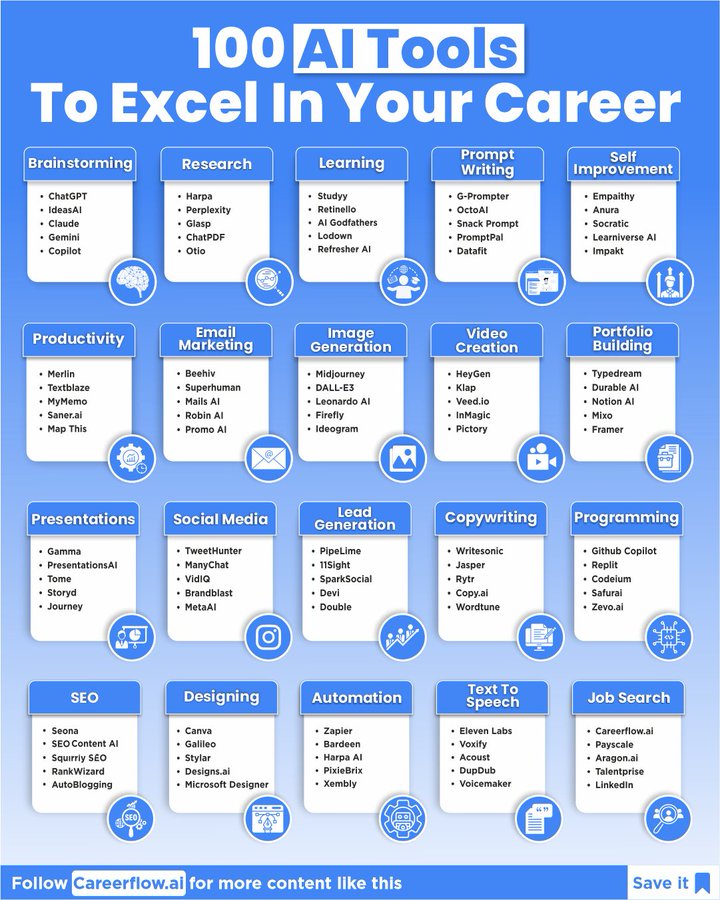 100 AI Tools
To Excel In Your Career
Brainstorming
• ChatGPT
• IdeasAI
• Claude
• Gemini
• Copilot
Research
• Harpa
• Perplexity
• Glasp
• ChatPDF
• Otio
Learning
• Studyy
• Retinello
• AI Godfathers
• Lodown
• Refresher AI
Prompt
Writing
• G-Prompter
• OctoAI
• Snack Prompt
• PromptPal
• Datafit
Self
Improvement
• Empaithy
• Anura
• Socratic
• Learniverse AI
• Impakt
Productivity
• Merlin
• Textblaze
• MyMemo
• Saner.ai
• Map This
Email
Marketing
• Beehiv
• Superhuman
• Mails AI
• Robin AI
• Promo AI
@
Image
Generation
• Midjourney
• DALL-E3
• Leonardo AI
• Firefly
• Ideogram
Video
Creation
• HeyGen
• Klap
• Veed.io
• InMagic
• Pictory
Portfolio
Building
• Typedream
• Durable AI
• Notion AI
• Mixo
• Framer
Presentations
• Gamma
• PresentationsAI
• Tome
• Storyd
• Journey
Social Media
• TweetHunter
• ManyChat
• VidIQ
• Brandblast
• MetaAI
Lead
Generation
• PipeLime
• 11Sight
• SparkSocial
• Devi
• Double
Copywriting
• Writesonic
• Jasper
• Rytr
• Copy.ai
• Wordtune
Programming
• Github Copilot
• Replit
• Codeium
• Safurai
• Zevo.ai
SEO
• Seona
• SEO Content AI
• Squirrly SEO
• RankWizard
• AutoBlogging
SEO
Designing
• Canva
• Galileo
• Stylar
• Designs.ai
• Microsoft Designer
Automation
• Zapier
• Bardeen
• Harpa AI
• PixieBrix
• Xembly
Text To
Speech
• Eleven Labs
• Voxify
• Acoust
• DupDub
• Voicemaker
Job Search
• Careerflow.ai
• Payscale
• Aragon.ai
• Talentprise
• LinkedIn
Follow Careerflow.ai for more content like this
Save it